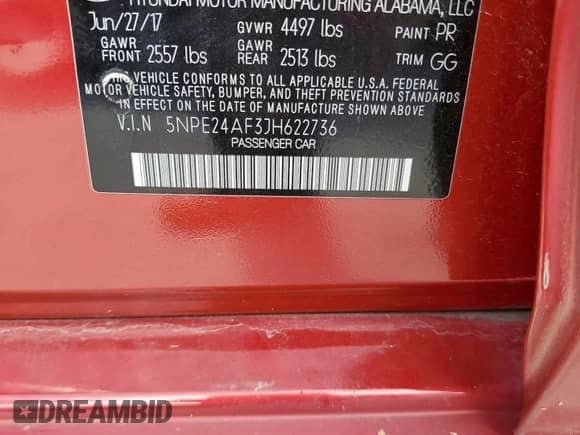 HYUNDAI MOTOR MANUFACTURING ALABAMA, LLC
Jun/27/17 GVWR 4497 lbs PAINT PR
GAWR FRONT 2557 lbs GAWR REAR 2513 lbs TRIM GG
THIS VEHICLE CONFORMS TO ALL APPLICABLE U.S.A. FEDERAL
MOTOR VEHICLE SAFETY, BUMPER, AND THEFT PREVENTION STANDARDS
IN EFFECT ON THE DATE OF MANUFACTURE SHOWN ABOVE
V.I.N 5NPE24AF3JH622736
PASSENGER CAR
DREAMBID